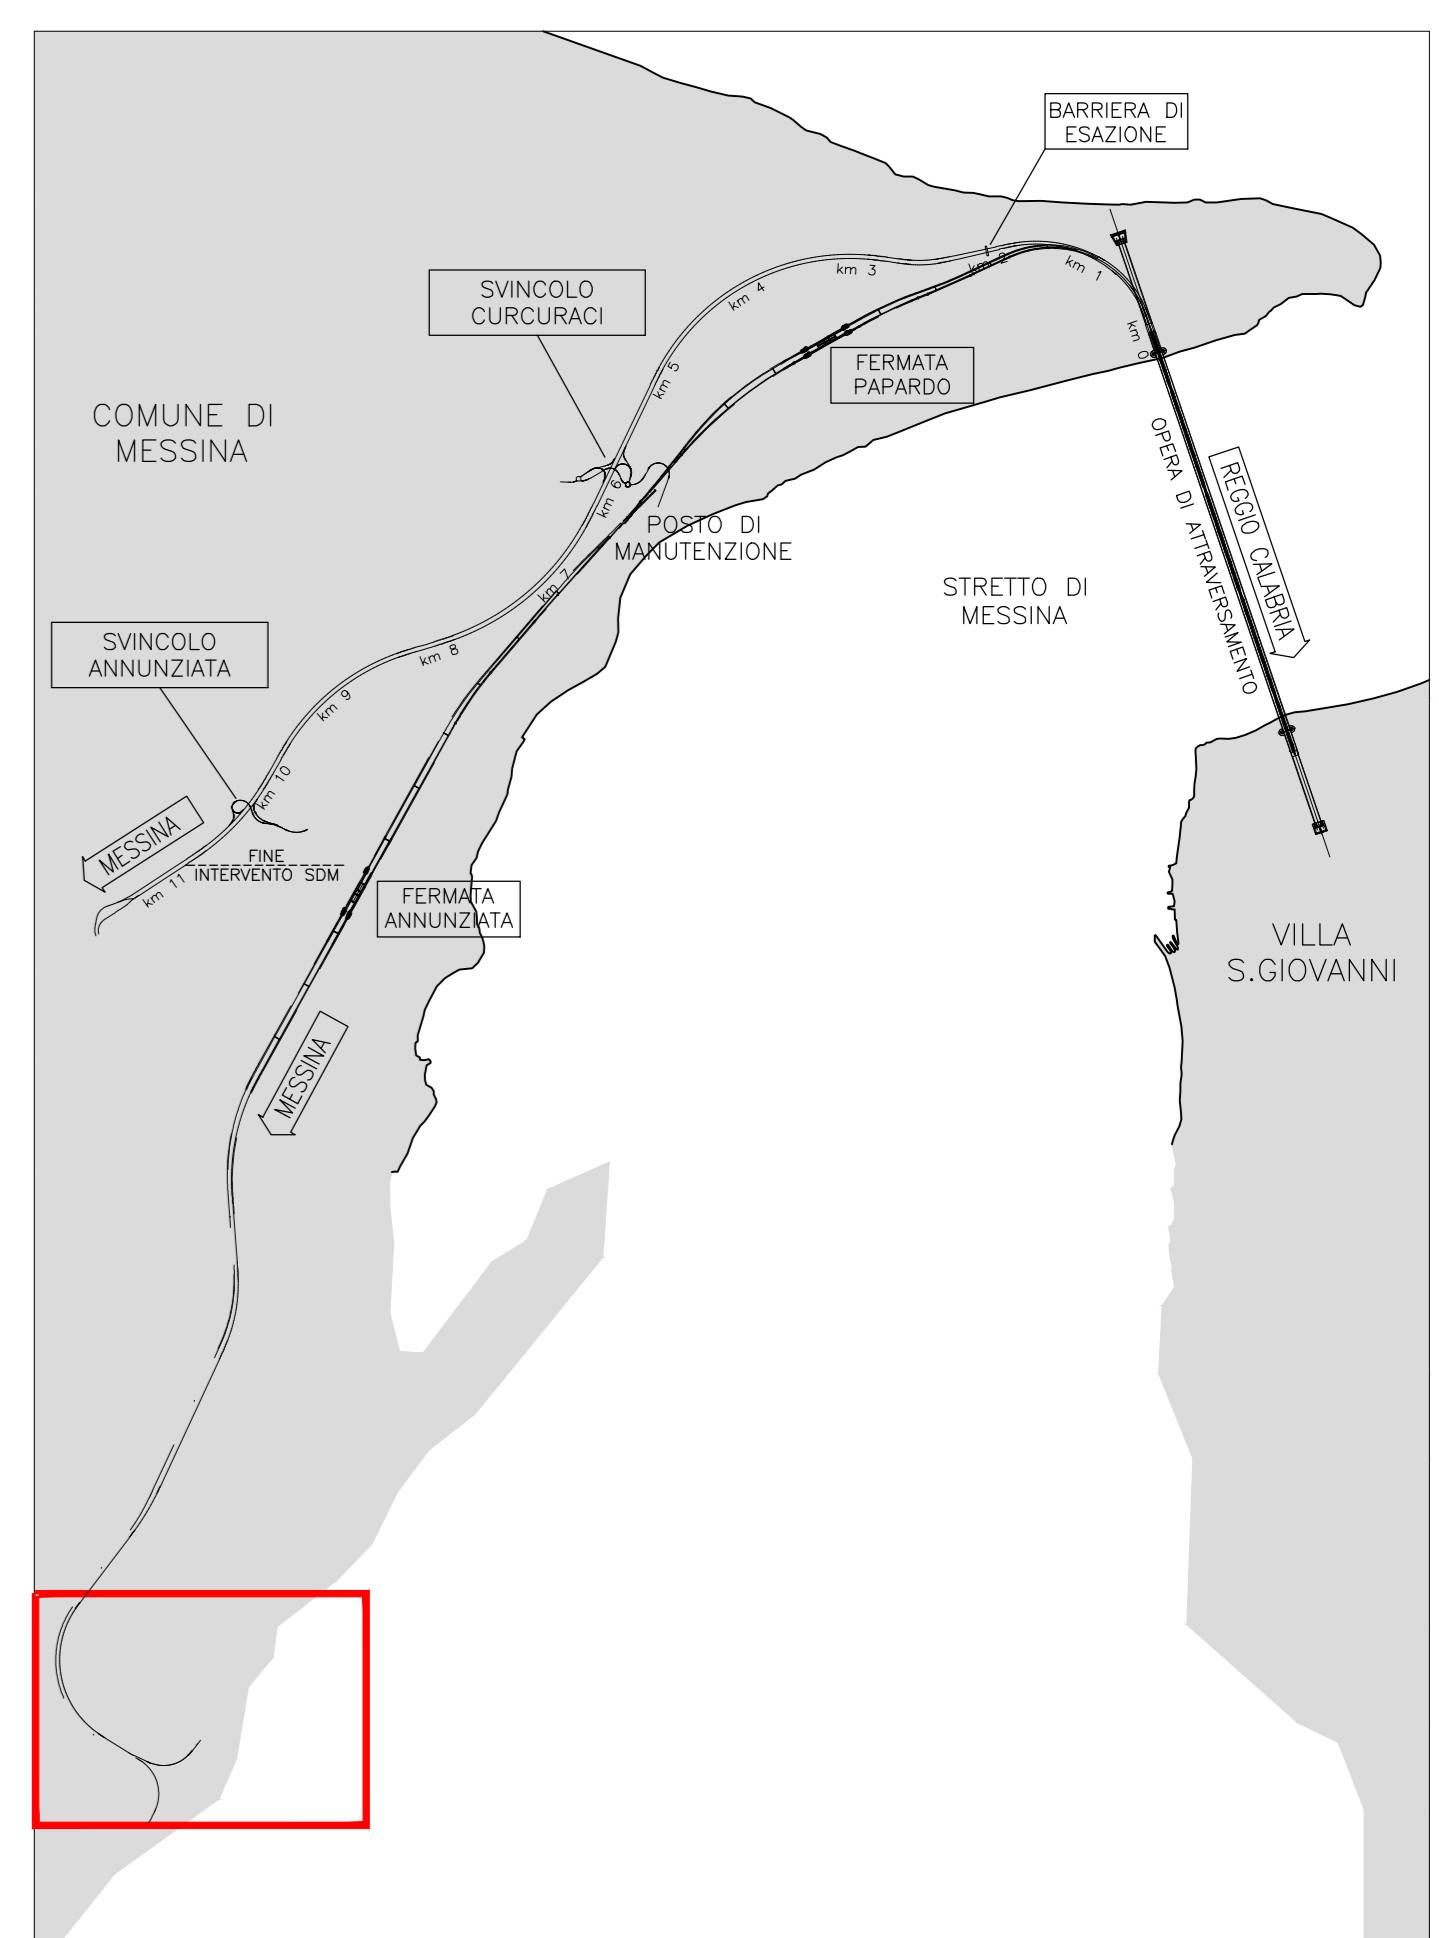 BARRIERA DI
ESAZIONE
SVINCOLO
CURCURACI
km 0
km 1
km 2
km 3
km 4
km 5
km 6
km 7
km 8
km 9
km 10
km 11
FERMATA
PAPARDO
COMUNE DI
MESSINA
POSTO DI
MANUTENZIONE
STRETTO DI
MESSINA
OPERA DI ATTRAVERSAMENTO
REGGIO CALABRIA
SVINCOLO
ANNUNZIATA
MESSINA
FINE
INTERVENTO SDM
FERMATA
ANNUNZIATA
VILLA
S.GIOVANNI
MESSINA